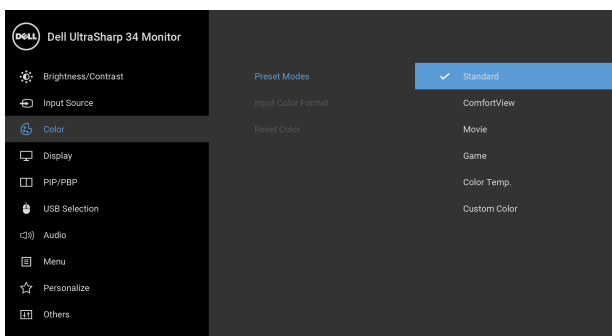 DELL Dell UltraSharp 34 Monitor
Brightness/Contrast
Input Source
Color
Display
PIP/PBP
USB Selection
Audio
Menu
Personalize
Others
Preset Modes
Input Color Format
Reset Color
Standard
ComfortView
Movie
Game
Color Temp.
Custom Color